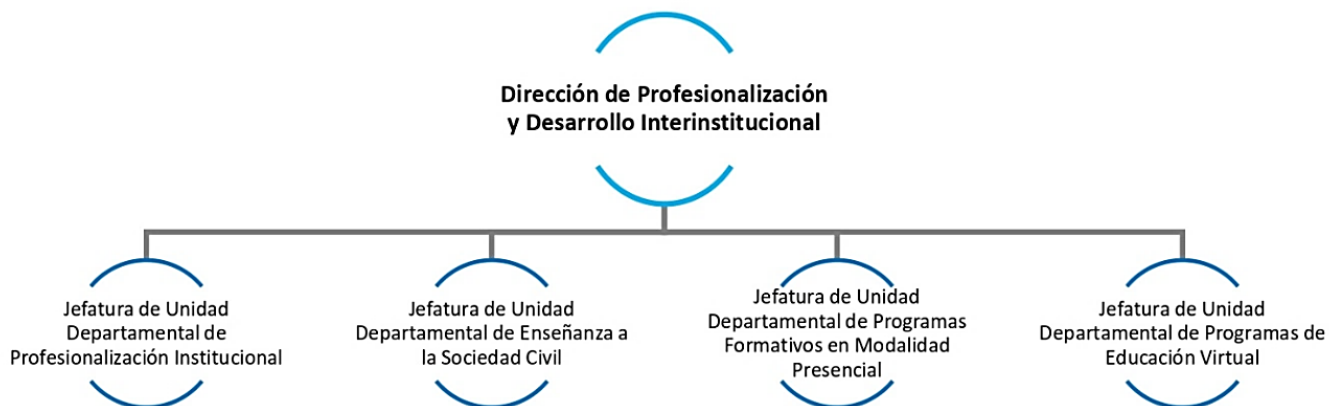 Dirección de Profesionalización
y Desarrollo Interinstitucional
Jefatura de Unidad
Departamental de
Profesionalización Institucional
Jefatura de Unidad
Departamental de Enseñanza a
la Sociedad Civil
Jefatura de Unidad
Departamental de Programas
Formativos en Modalidad
Presencial
Jefatura de Unidad
Departamental de Programas de
Educación Virtual